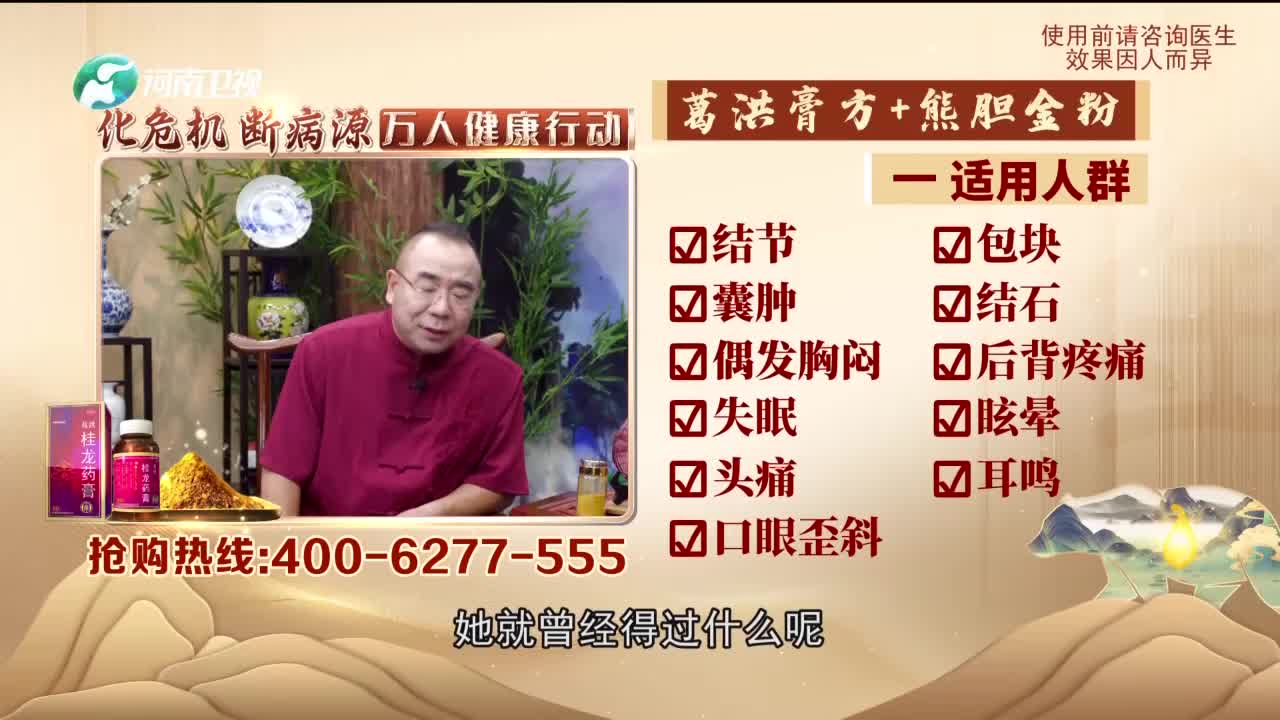 使用前请咨询医生
效果因人而异
河南卫视
化危机 断病源 万人健康行动
葛洪膏方+熊胆金粉
一 适用人群
☑结节 ☑包块
☑囊肿 ☑结石
☑偶发胸闷 ☑后背疼痛
☑失眠 ☑眩晕
☑头痛 ☑耳鸣
☑口眼歪斜
桂龙药膏
桂龙药膏
抢购热线:400-6277-555
她就曾经得过什么呢